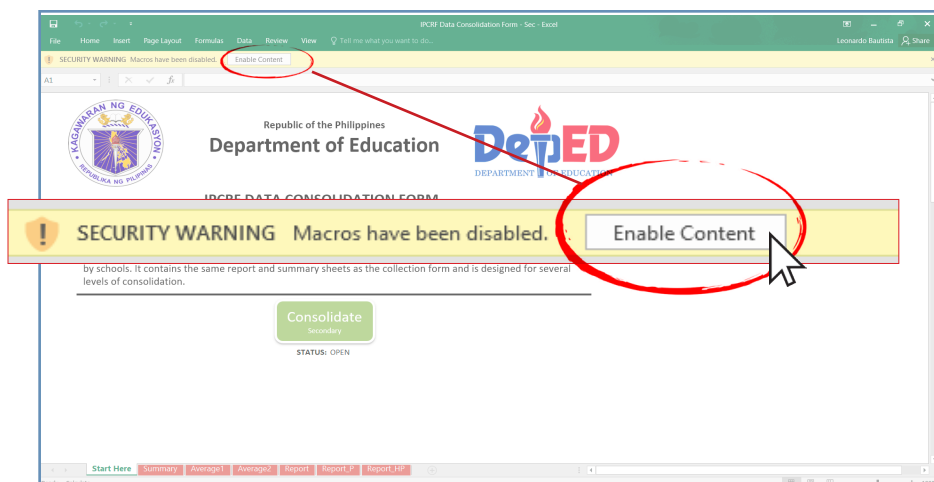 IPCRF Data Consolidation Form - Sec - Excel
File Home Insert Page Layout Formulas Data Review View Tell me what you want to do...
Leonardo Bautista Share
SECURITY WARNING Macros have been disabled. Enable Content
A1 fx
KAGAWARAN NG EDUKASYON
REPUBLIKA NG PILIPINAS
Republic of the Philippines
Department of Education
DepED
DEPARTMENT OF EDUCATION
IPCRF DATA CONSOLIDATION FORM
SECURITY WARNING Macros have been disabled. Enable Content
by schools. It contains the same report and summary sheets as the collection form and is designed for several
levels of consolidation.
Consolidate
Secondary
STATUS: OPEN
Start Here Summary Average1 Average2 Report Report_P Report_HP